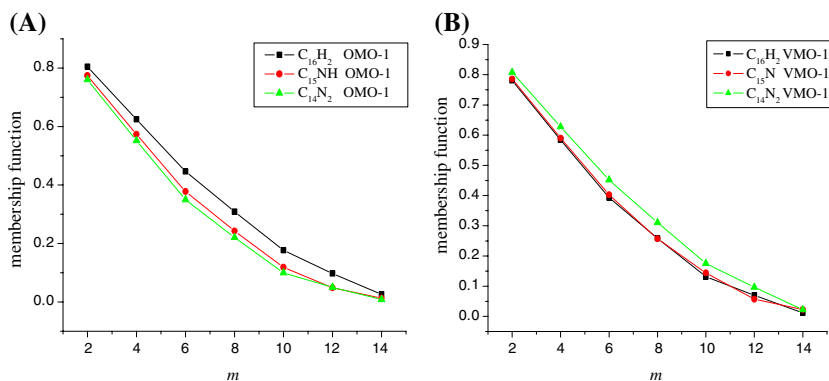 (A)
C₁₆H₂ OMO-1
C₁₅NH OMO-1
C₁₄N₂ OMO-1
membership function
0.8
0.6
0.4
0.2
0.0
2 4 6 8 10 12 14
m
(B)
C₁₆H₂ VMO-1
C₁₅N VMO-1
C₁₄N₂ VMO-1
membership function
0.9
0.8
0.7
0.6
0.5
0.4
0.3
0.2
0.1
0.0
2 4 6 8 10 12 14
m